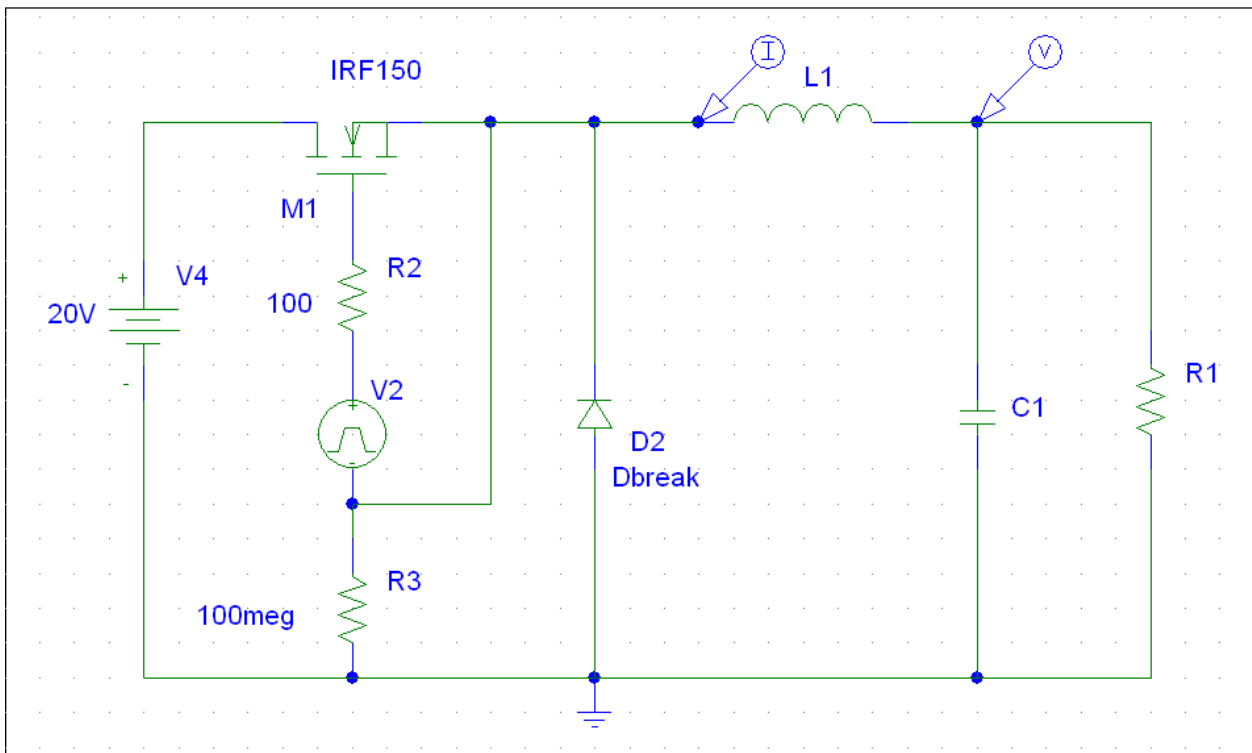 I
V
IRF150
L1
M1
R2
+
V4
100
20V
V2
R1
-
+
C1
D2
-
Dbreak
R3
100meg